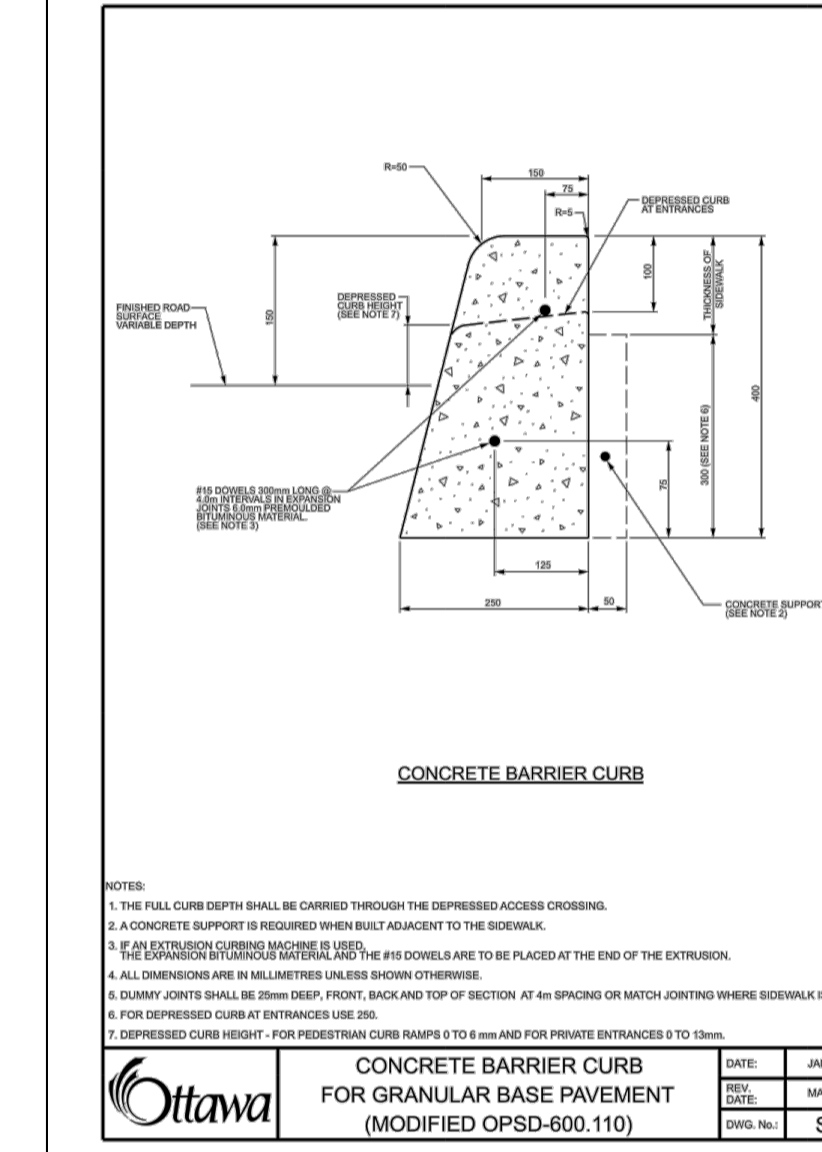 150
R=50
75
DEPRESSED CURB
AT ENTRANCES
R=5
100
THICKNESS OF
SIDEWALK
DEPRESSED
CURB HEIGHT
(SEE NOTE 7)
FINISHED ROAD
SURFACE
VARIABLE DEPTH
150
400
300 (SEE NOTE 6)
75
#15 DOWELS 300mm LONG @
4.0m INTERVALS IN EXPANSION
JOINTS 6.0mm PREMOULDED
BITUMINOUS MATERIAL.
(SEE NOTE 3)
125
250
50
CONCRETE SUPPORT
(SEE NOTE 2)
CONCRETE BARRIER CURB
NOTES:
1. THE FULL CURB DEPTH SHALL BE CARRIED THROUGH THE DEPRESSED ACCESS CROSSING.
2. A CONCRETE SUPPORT IS REQUIRED WHEN BUILT ADJACENT TO THE SIDEWALK.
3. IF AN EXTRUSION CURBING MACHINE IS USED,
THE EXPANSION BITUMINOUS MATERIAL AND THE #15 DOWELS ARE TO BE PLACED AT THE END OF THE EXTRUSION.
4. ALL DIMENSIONS ARE IN MILLIMETRES UNLESS SHOWN OTHERWISE.
5. DUMMY JOINTS SHALL BE 25mm DEEP, FRONT, BACK AND TOP OF SECTION AT 4m SPACING OR MATCH JOINTING WHERE SIDEWALK
6. FOR DEPRESSED CURB AT ENTRANCES USE 250.
7. DEPRESSED CURB HEIGHT - FOR PEDESTRIAN CURB RAMPS 0 TO 6 mm AND FOR PRIVATE ENTRANCES 0 TO 13mm.
Ottawa
CONCRETE BARRIER CURB
FOR GRANULAR BASE PAVEMENT
(MODIFIED OPSD-600.110)
DATE:
REV.
DATE:
DWG. No.: